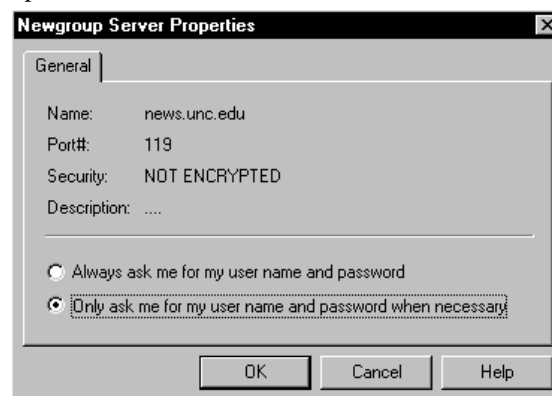 Newgroup Server Properties
General
Name: news.unc.edu
Port#: 119
Security: NOT ENCRYPTED
Description: ....
Always ask me for my user name and password
Only ask me for my user name and password when necessary
OK Cancel Help